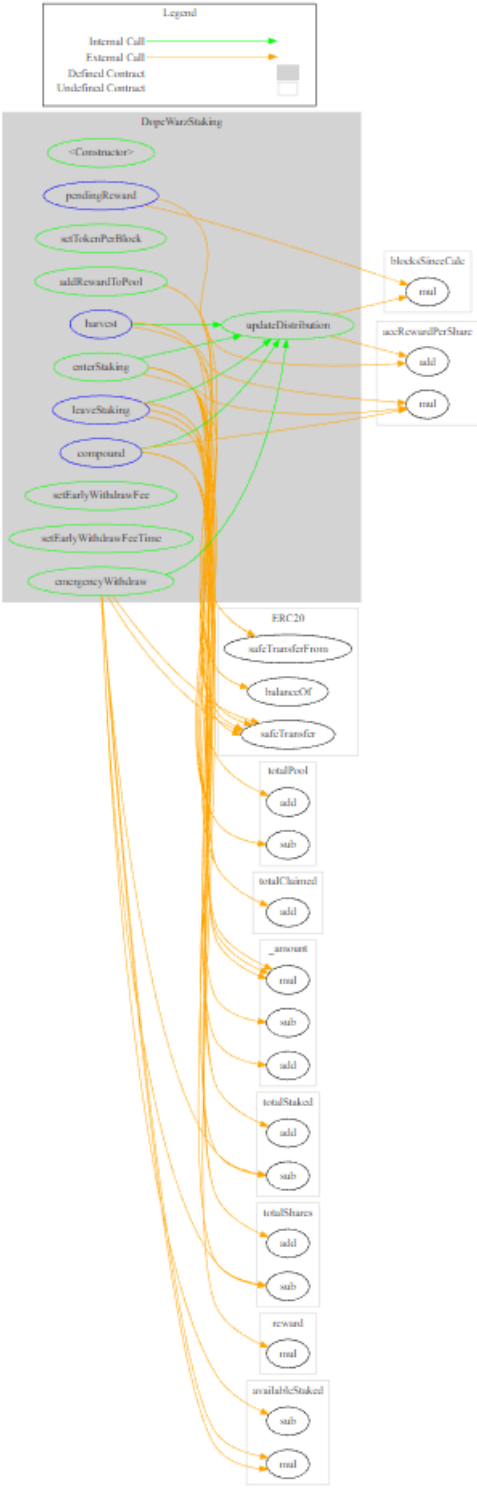 Legend
Internal Call
External Call
Defined Contract
Undefined Contract
DopeWarzStaking
<Constructor>
pendingReward
setTokenPerBlock
addRewardToPool
harvest
updateDistribution
enterStaking
leaveStaking
compound
setEarlyWithdrawFee
setEarlyWithdrawFeeTime
emergencyWithdraw
blocksSinceCalc
mul
accRewardPerShare
add
mul
ERC20
safeTransferFrom
balanceOf
safeTransfer
totalPool
add
sub
totalClaimed
add
_amount
mul
sub
add
totalStaked
add
sub
totalShares
add
sub
reward
mul
availableStaked
sub
mul